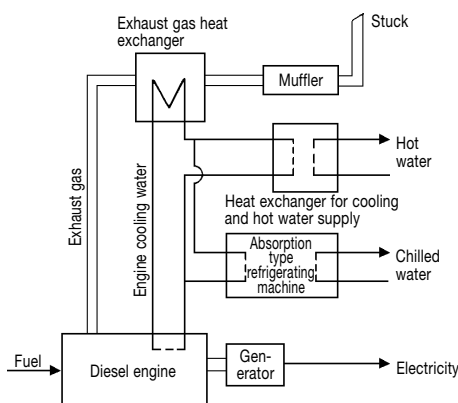 Exhaust gas heat
exchanger
Stuck
Muffler
Hot
water
Exhaust gas
Engine cooling water
Heat exchanger for cooling
and hot water supply
Absorption
type
refrigerating
machine
Chilled
water
Fuel
Diesel engine
Gen-
erator
Electricity